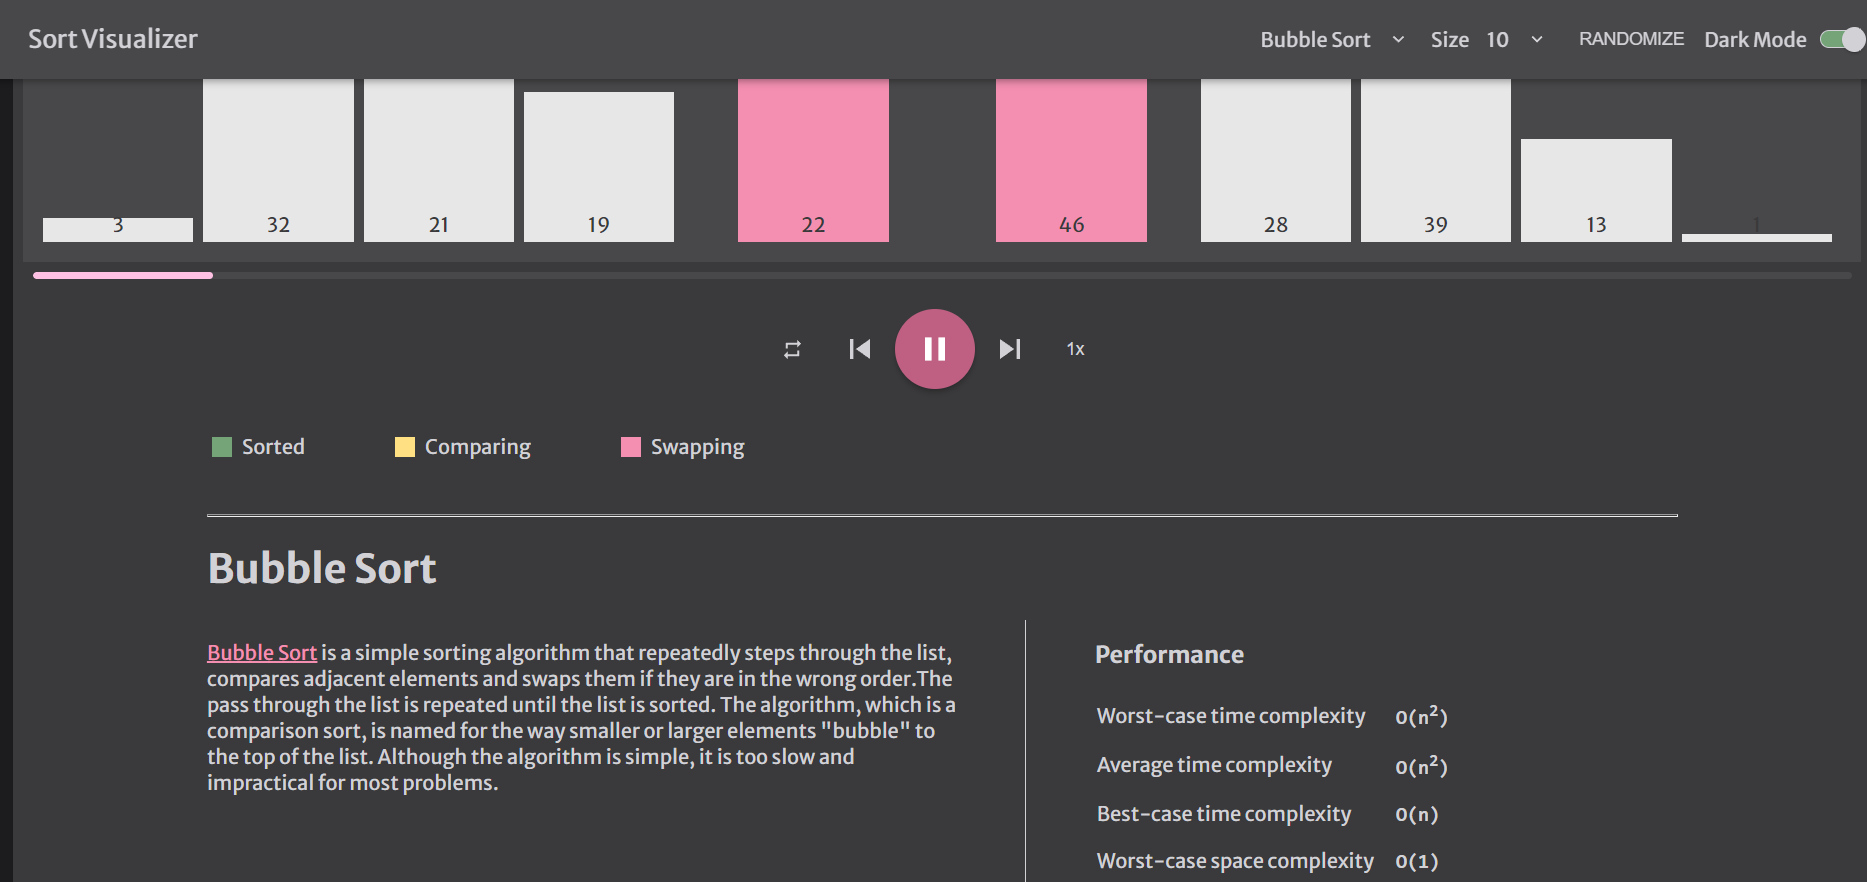 Sort Visualizer
Bubble Sort Size 10 RANDOMIZE Dark Mode
3 32 21 19 22 46 28 39 13 1
1x
Sorted Comparing Swapping
Bubble Sort
Bubble Sort is a simple sorting algorithm that repeatedly steps through the list,
compares adjacent elements and swaps them if they are in the wrong order.The
pass through the list is repeated until the list is sorted. The algorithm, which is a
comparison sort, is named for the way smaller or larger elements "bubble" to
the top of the list. Although the algorithm is simple, it is too slow and
impractical for most problems.
Performance
Worst-case time complexity O(n²)
Average time complexity O(n²)
Best-case time complexity O(n)
Worst-case space complexity O(1)